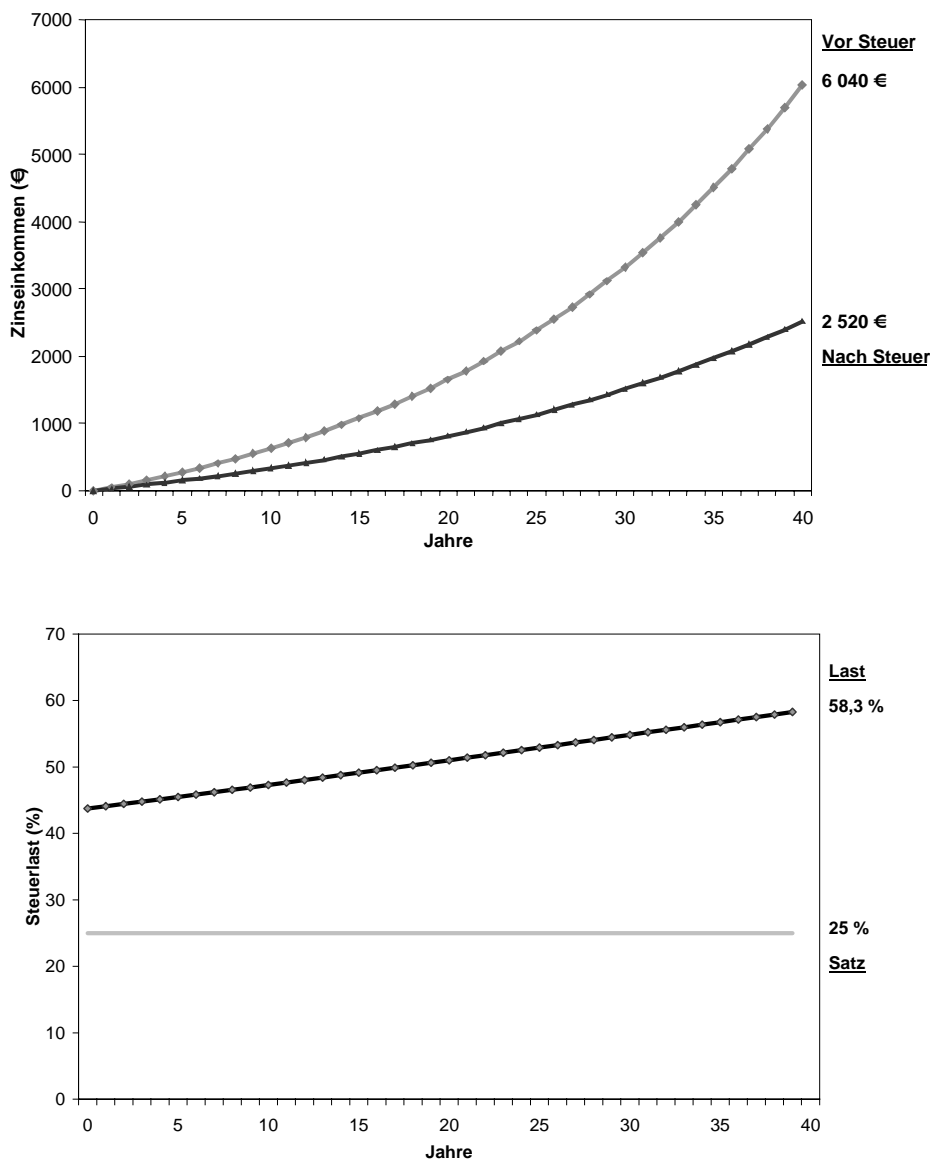 7000
6000
5000
4000
3000
2000
1000
0
Zinseinkommen (€)
0 5 10 15 20 25 30 35 40
Jahre
Vor Steuer
6 040 €
2 520 €
Nach Steuer
70
60
50
40
30
20
10
0
Steuerlast (%)
0 5 10 15 20 25 30 35 40
Jahre
Last
58,3 %
25 %
Satz